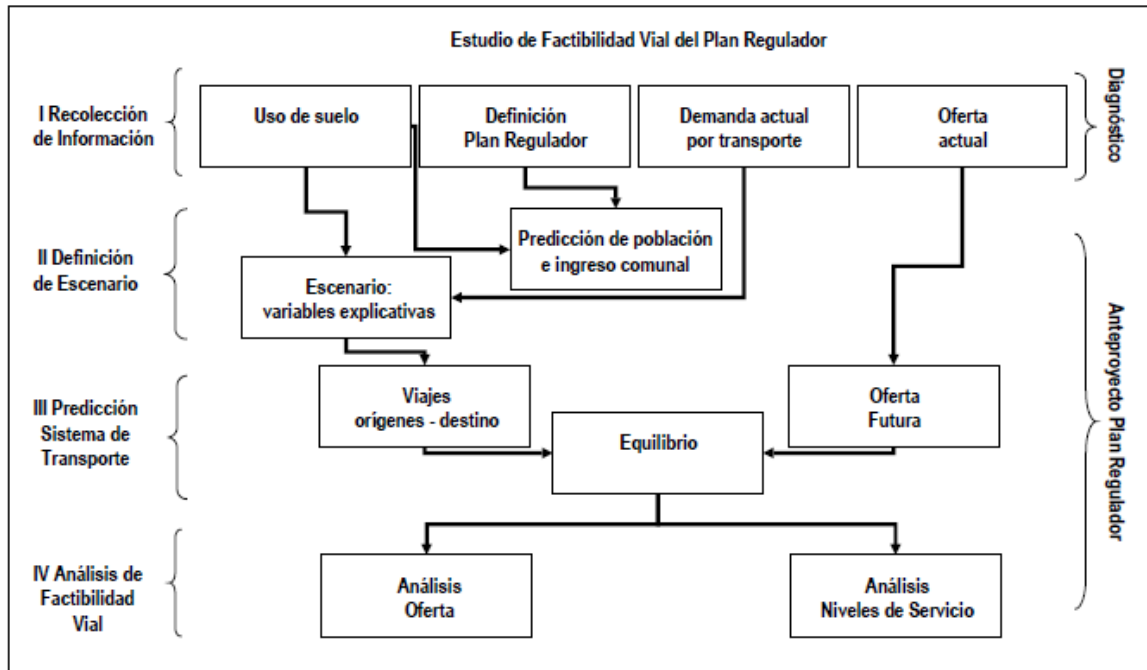 Estudio de Factibilidad Vial del Plan Regulador
I Recolección
de Información
Uso de suelo
Definición
Plan Regulador
Demanda actual
por transporte
Oferta
actual
Diagnóstico
II Definición
de Escenario
Predicción de población
e ingreso comunal
Escenario:
variables explicativas
Anteproyecto Plan Regulador
III Predicción
Sistema de
Transporte
Viajes
orígenes - destino
Equilibrio
Oferta
Futura
IV Análisis de
Factibilidad
Vial
Análisis
Oferta
Análisis
Niveles de Servicio